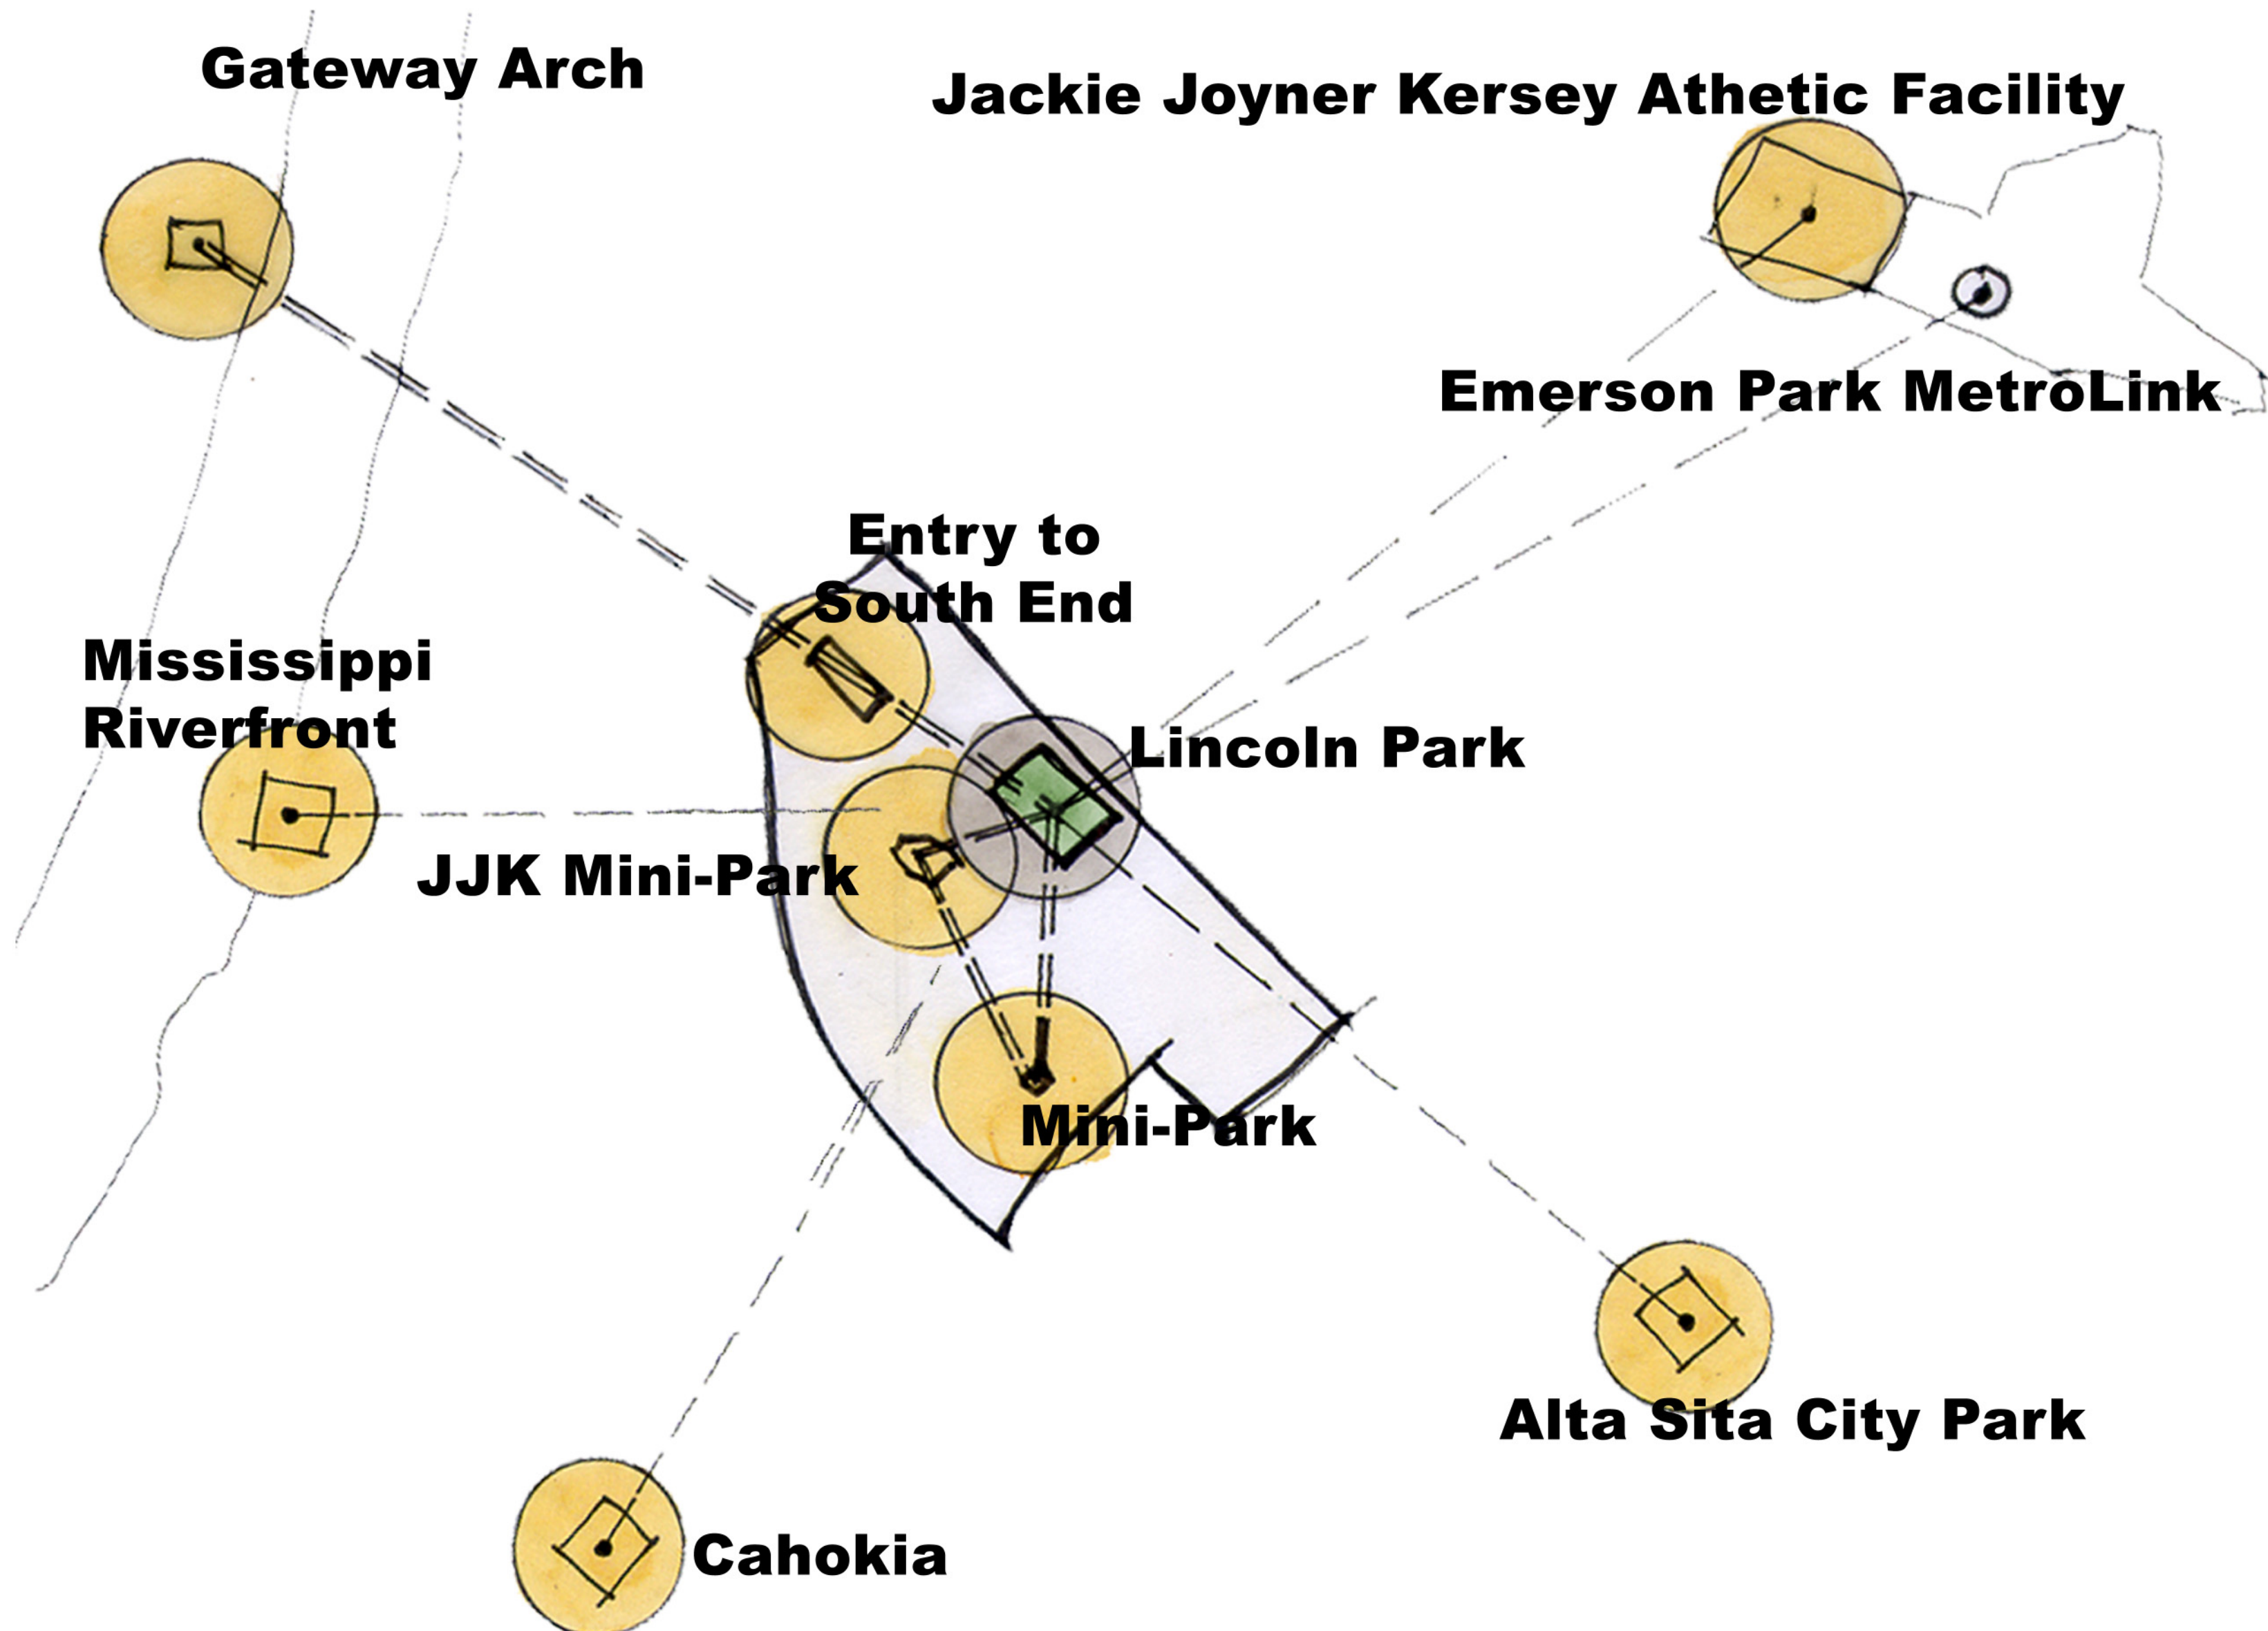 Gateway Arch
Jackie Joyner Kersey Athetic Facility
Emerson Park MetroLink
Entry to
South End
Mississippi
Riverfront
Lincoln Park
JJK Mini-Park
Mini-Park
Alta Sita City Park
Cahokia